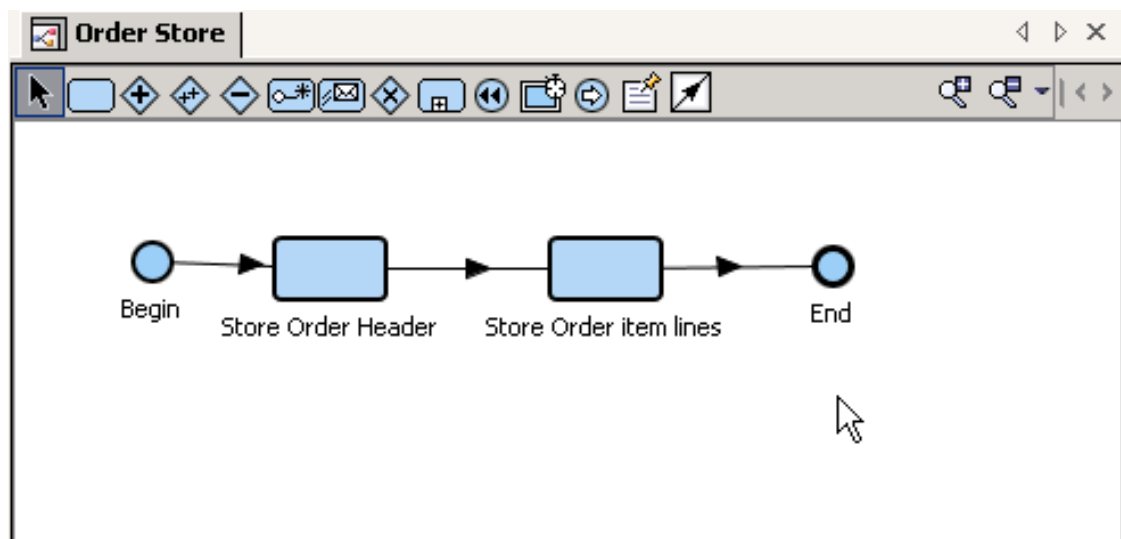 Order Store
Begin
Store Order Header
Store Order item lines
End